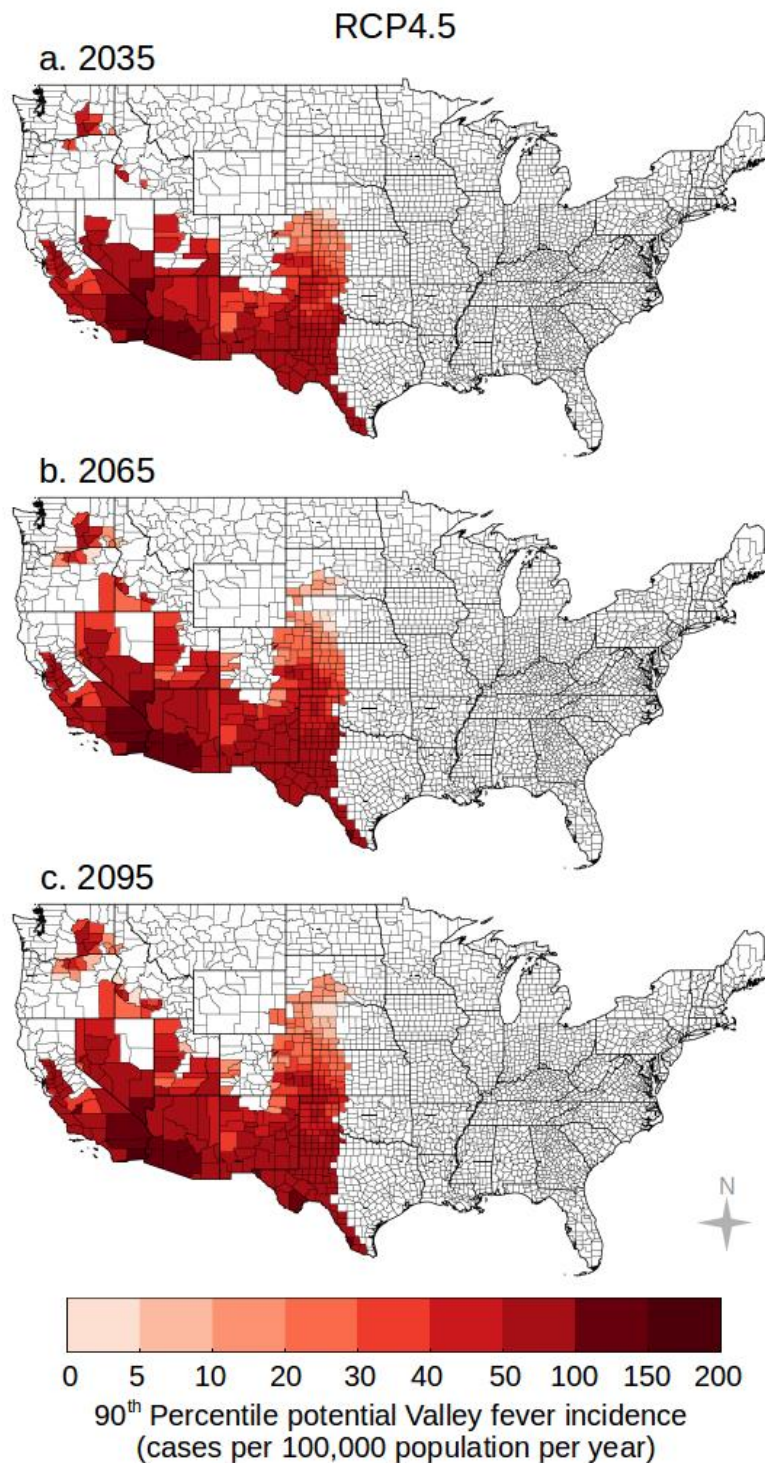 RCP4.5
a. 2035
b. 2065
c. 2095
N
0 5 10 20 30 40 50 100 150 200
90th Percentile potential Valley fever incidence
(cases per 100,000 population per year)